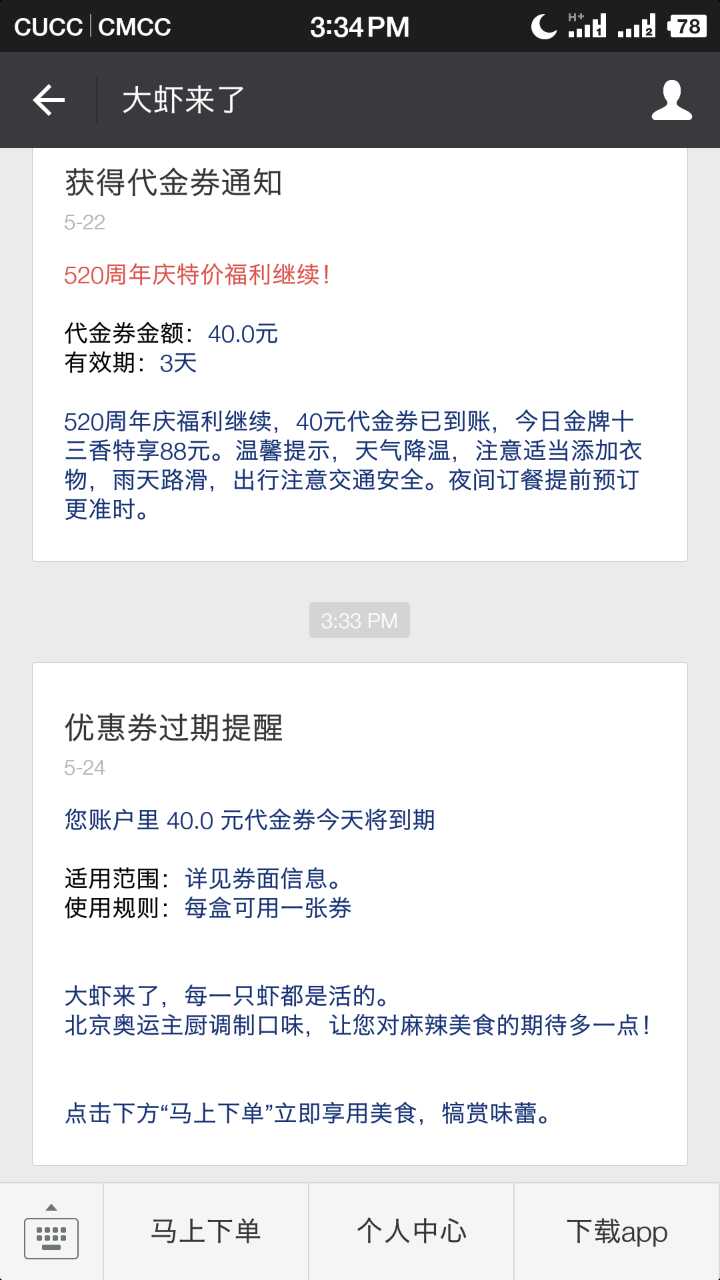 CUCC | CMCC 3:34PM H+ 1 2 78
大虾来了
获得代金券通知
5-22
520周年庆特价福利继续！
代金券金额：40.0元
有效期：3天
520周年庆福利继续，40元代金券已到账，今日金牌十
三香特享88元。温馨提示，天气降温，注意适当添加衣
物，雨天路滑，出行注意交通安全。夜间订餐提前预订
更准时。
3:33 PM
优惠券过期提醒
5-24
您账户里 40.0 元代金券今天将到期
适用范围：详见券面信息。
使用规则：每盒可用一张券
大虾来了，每一只虾都是活的。
北京奥运主厨调制口味，让您对麻辣美食的期待多一点！
点击下方“马上下单”立即享用美食，犒赏味蕾。
马上下单 个人中心 下载app